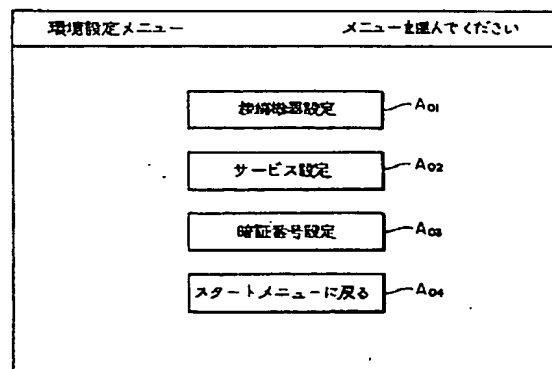 環境設定メニュー メニューを選んでください
接続機器設定 A01
サービス設定 A02
暗証番号設定 A03
スタートメニューに戻る A04